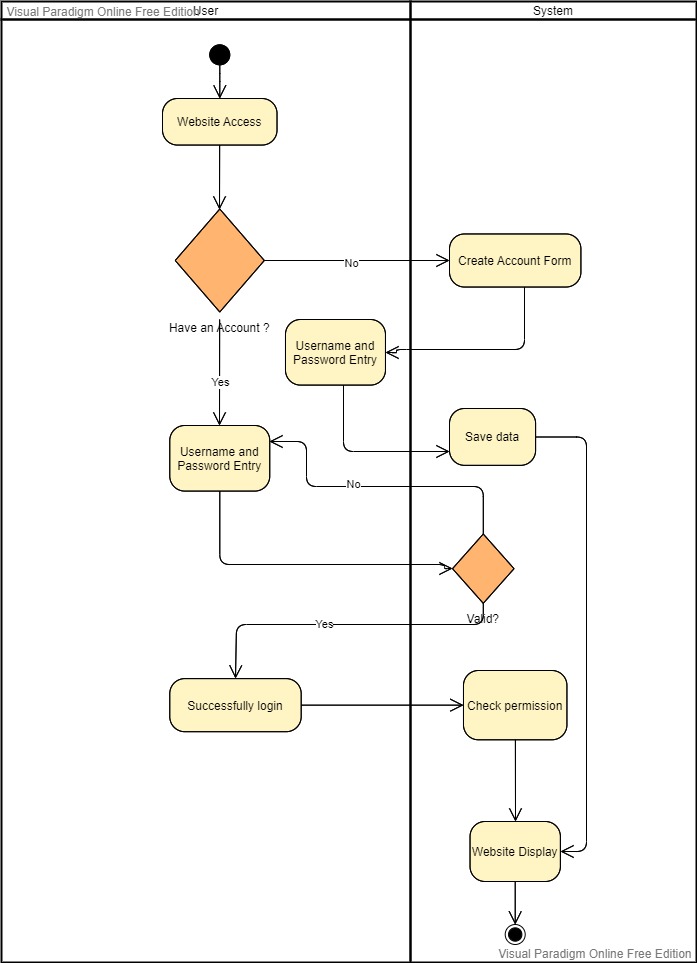 Visual Paradigm Online Free Edition
User
System
Website Access
No
Create Account Form
Have an Account ?
Username and
Password Entry
Yes
Username and
Password Entry
Save data
No
Valid?
Yes
Successfully login
Check permission
Website Display
Visual Paradigm Online Free Edition